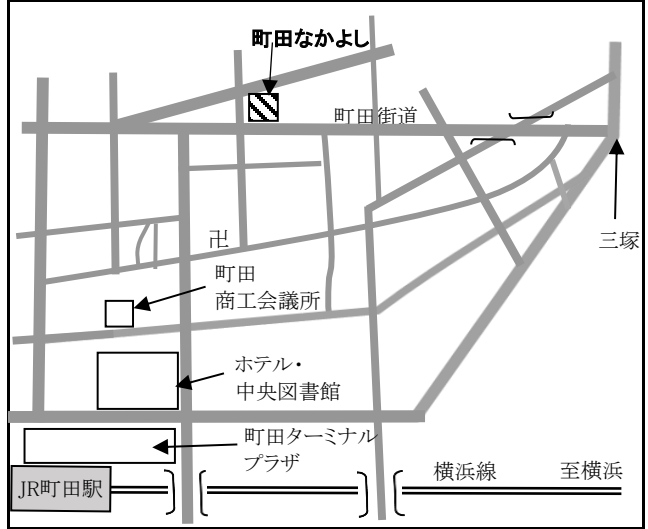 町田なかよし
町田街道
三塚
卍
町田
商工会議所
ホテル・
中央図書館
町田ターミナル
プラザ
横浜線
至横浜
JR町田駅